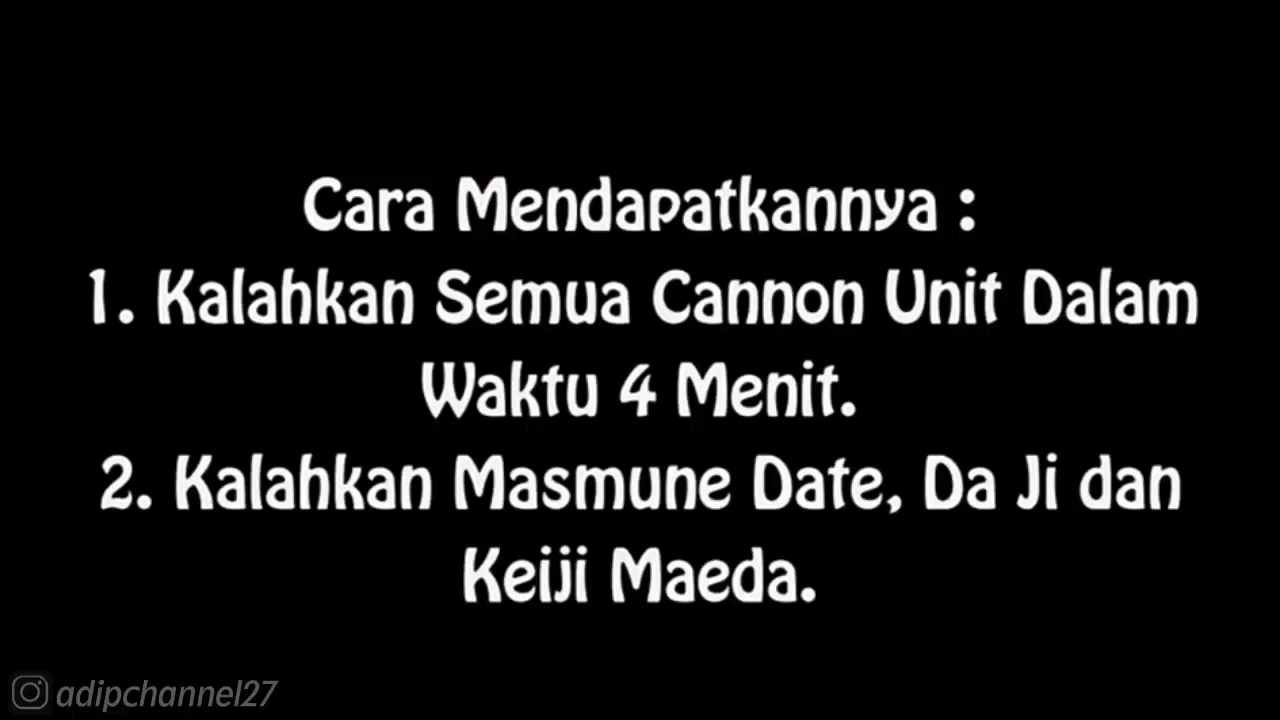 Cara Mendapatkannya :
1. Kalahkan Semua Cannon Unit Dalam
Waktu 4 Menit.
2. Kalahkan Masmune Date, Da Ji dan
Keiji Maeda.
adipchannel27